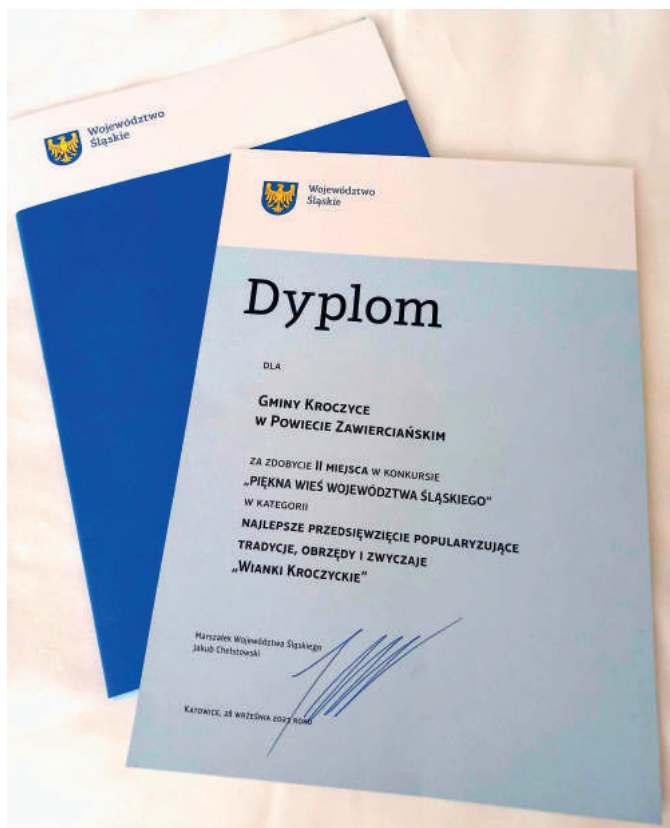 Województwo
Śląskie
Województwo
Śląskie
Dyplom
DLA
GMINY KROCZYCE
W POWIECIE ZAWIERCIAŃSKIM
ZA ZDOBYCIE II MIEJSCA W KONKURSIE
„PIĘKNA WIEŚ WOJEWÓDZTWA ŚLĄSKIEGO"
W KATEGORII
NAJLEPSZE PRZEDSIĘWZIĘCIE POPULARYZUJĄCE
TRADYCJE, OBRZĘDY I ZWYCZAJE
„WIANKI KROCZYCKIE"
Marszałek Województwa Śląskiego
Jakub Chełstowski
KATOWICE, 28 WRZEŚNIA ROKU